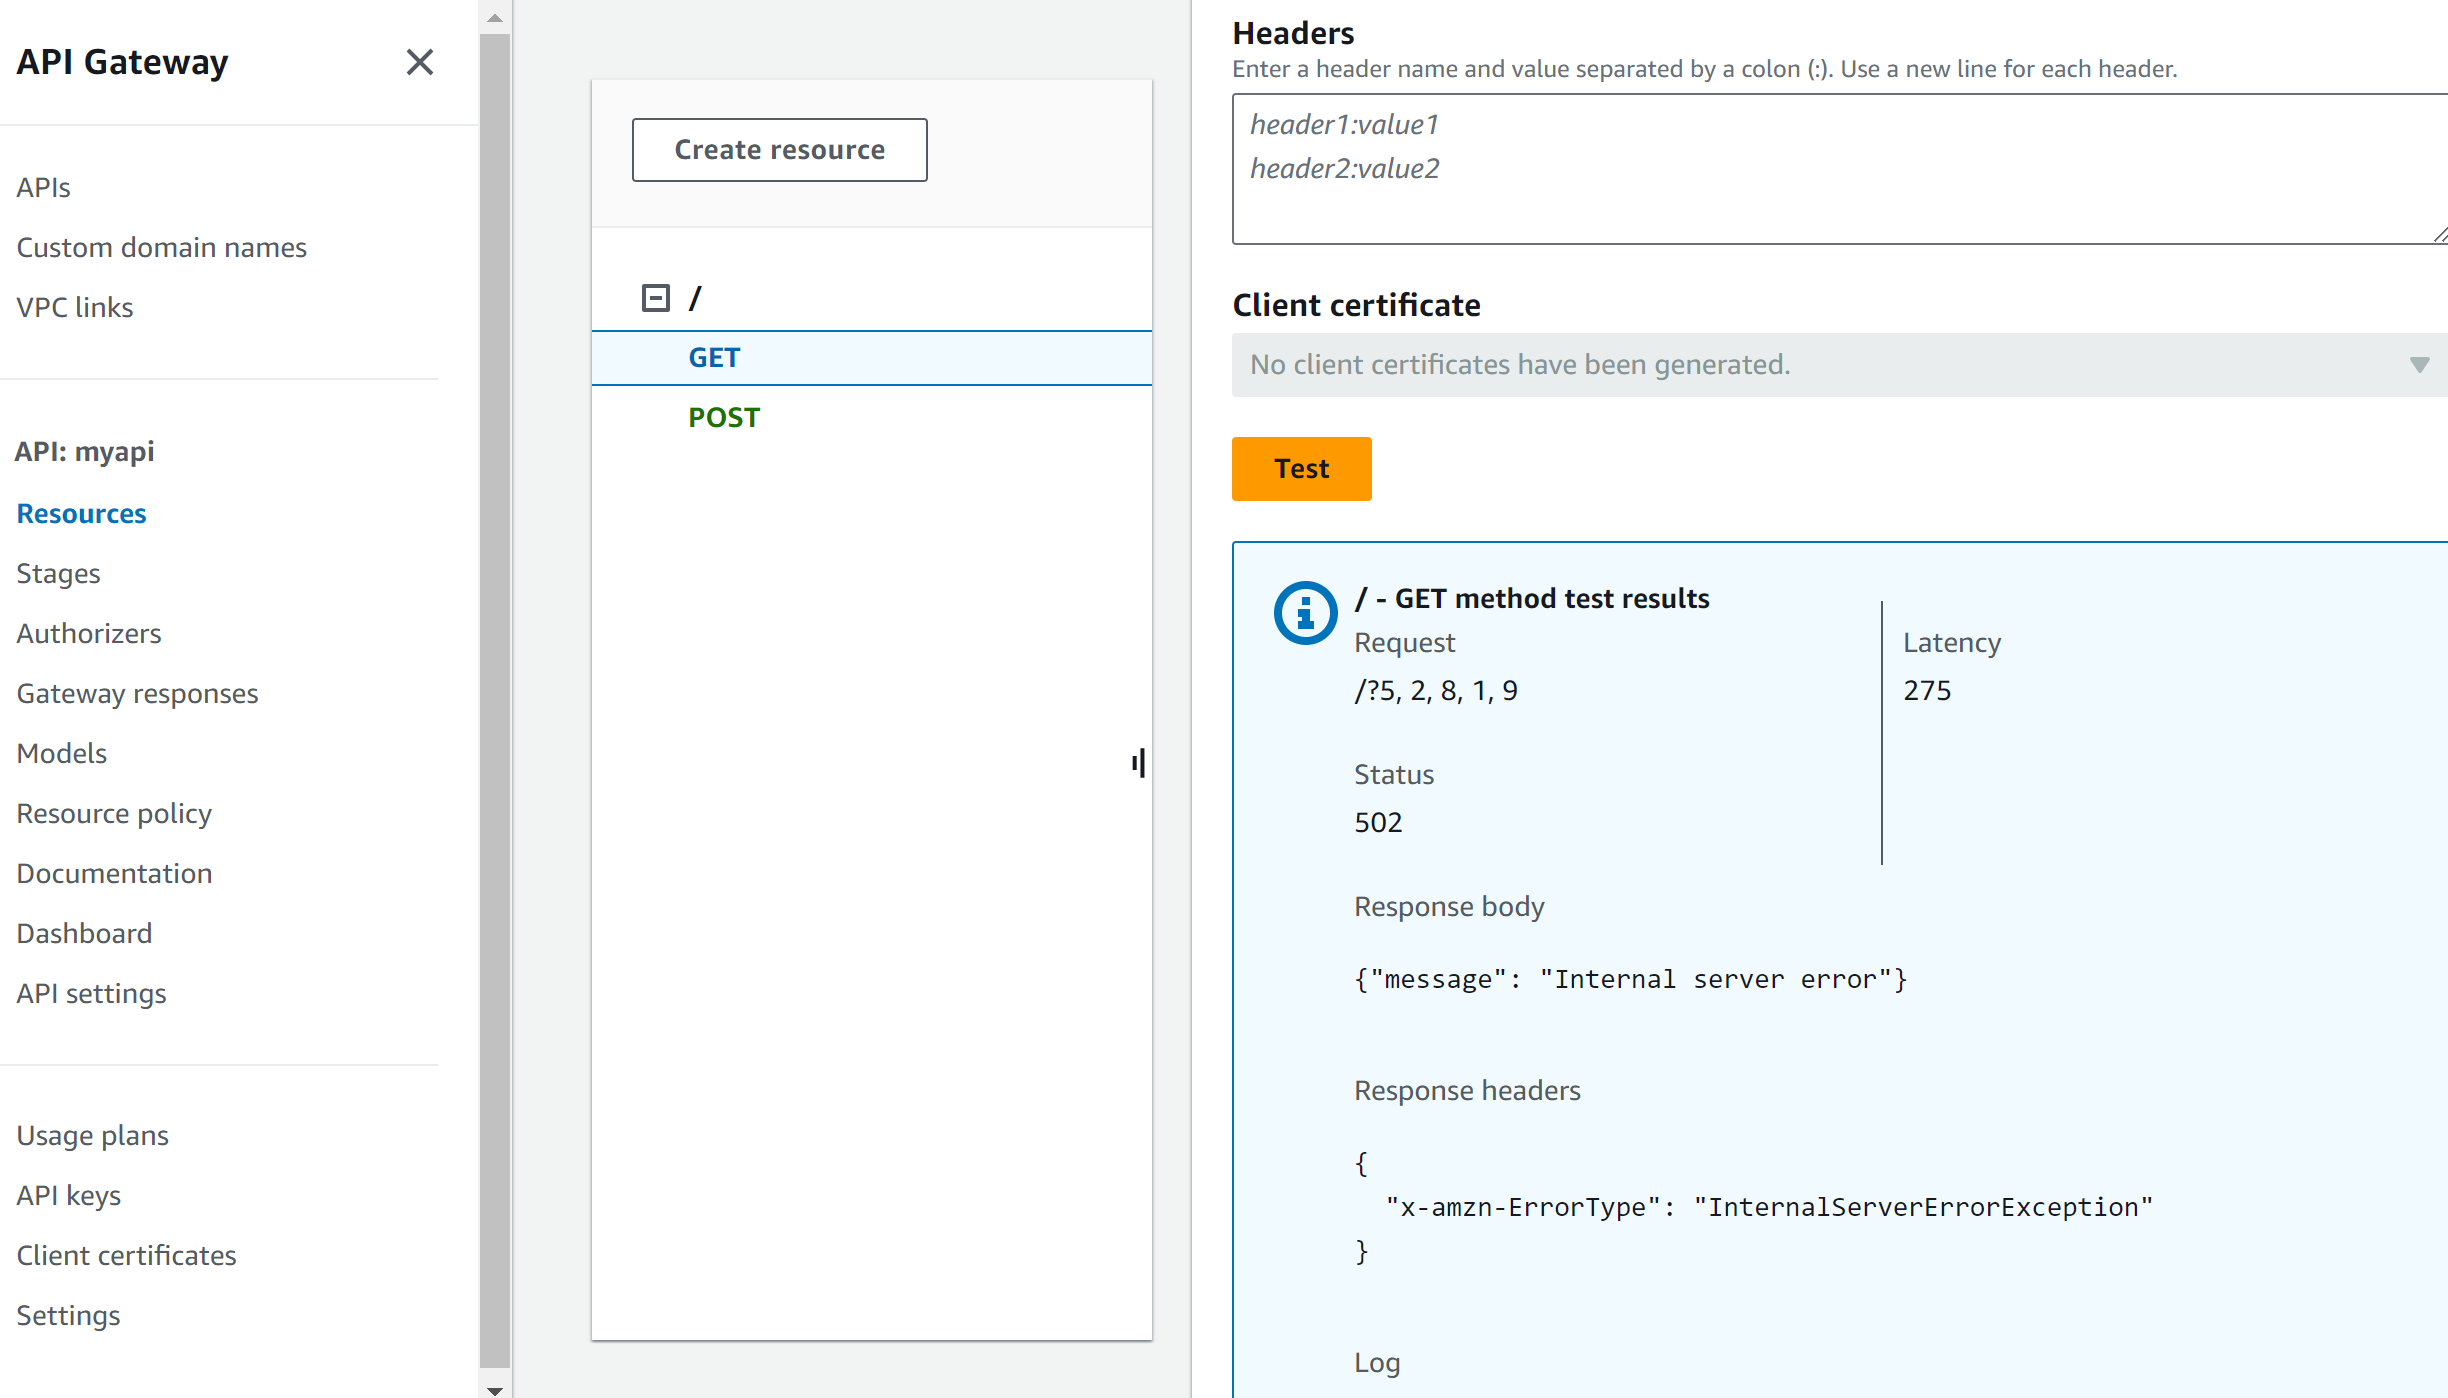 API Gateway
APIs
Custom domain names
VPC links
API: myapi
Resources
Stages
Authorizers
Gateway responses
Models
Resource policy
Documentation
Dashboard
API settings
Usage plans
API keys
Client certificates
Settings
Create resource
/
GET
POST
Headers
Enter a header name and value separated by a colon (:). Use a new line for each header.
header1:value1
header2:value2
Client certificate
No client certificates have been generated.
Test
/ - GET method test results
Request
/?5, 2, 8, 1, 9
Latency
275
Status
502
Response body
{"message": "Internal server error"}
Response headers
{
"x-amzn-ErrorType": "InternalServerErrorException"
}
Log